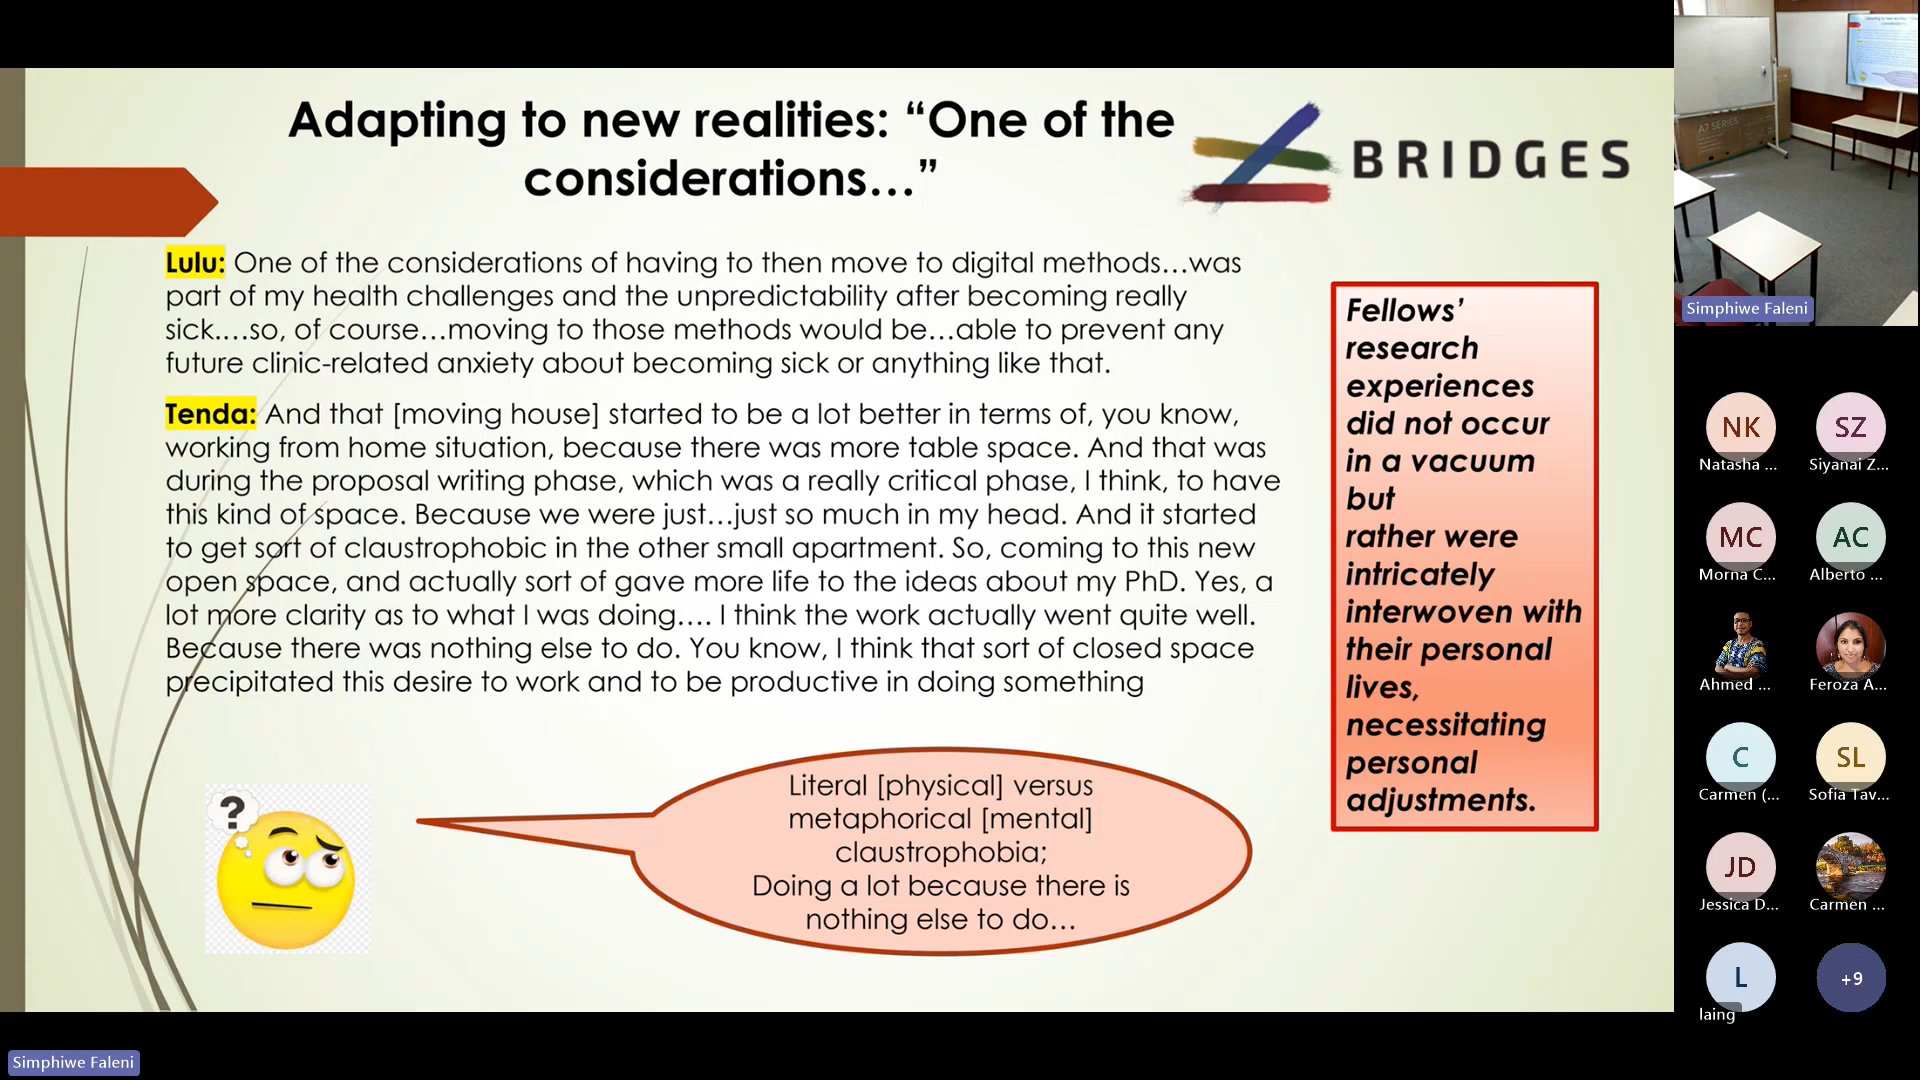 Adapting to new realities: “One of the
considerations…”
BRIDGES
Lulu: One of the considerations of having to then move to digital methods…was
part of my health challenges and the unpredictability after becoming really
sick….so, of course…moving to those methods would be…able to prevent any
future clinic-related anxiety about becoming sick or anything like that.
Tenda: And that [moving house] started to be a lot better in terms of, you know,
working from home situation, because there was more table space. And that was
during the proposal writing phase, which was a really critical phase, I think, to have
this kind of space. Because we were just…just so much in my head. And it started
to get sort of claustrophobic in the other small apartment. So, coming to this new
open space, and actually sort of gave more life to the ideas about my PhD. Yes, a
lot more clarity as to what I was doing…. I think the work actually went quite well.
Because there was nothing else to do. You know, I think that sort of closed space
precipitated this desire to work and to be productive in doing something
Fellows’
research
experiences
did not occur
in a vacuum
but
rather were
intricately
interwoven with
their personal
lives,
necessitating
personal
adjustments.
?
Literal [physical] versus
metaphorical [mental]
claustrophobia;
Doing a lot because there is
nothing else to do…
Simphiwe Faleni
A7 SERIES
Simphiwe Faleni
NK
Natasha ...
SZ
Siyanai Z...
MC
Morna C...
AC
Alberto ...
Ahmed ...
Feroza A...
C
Carmen (...
SL
Sofia Tav...
JD
Jessica D...
Carmen ...
L
laing
+9